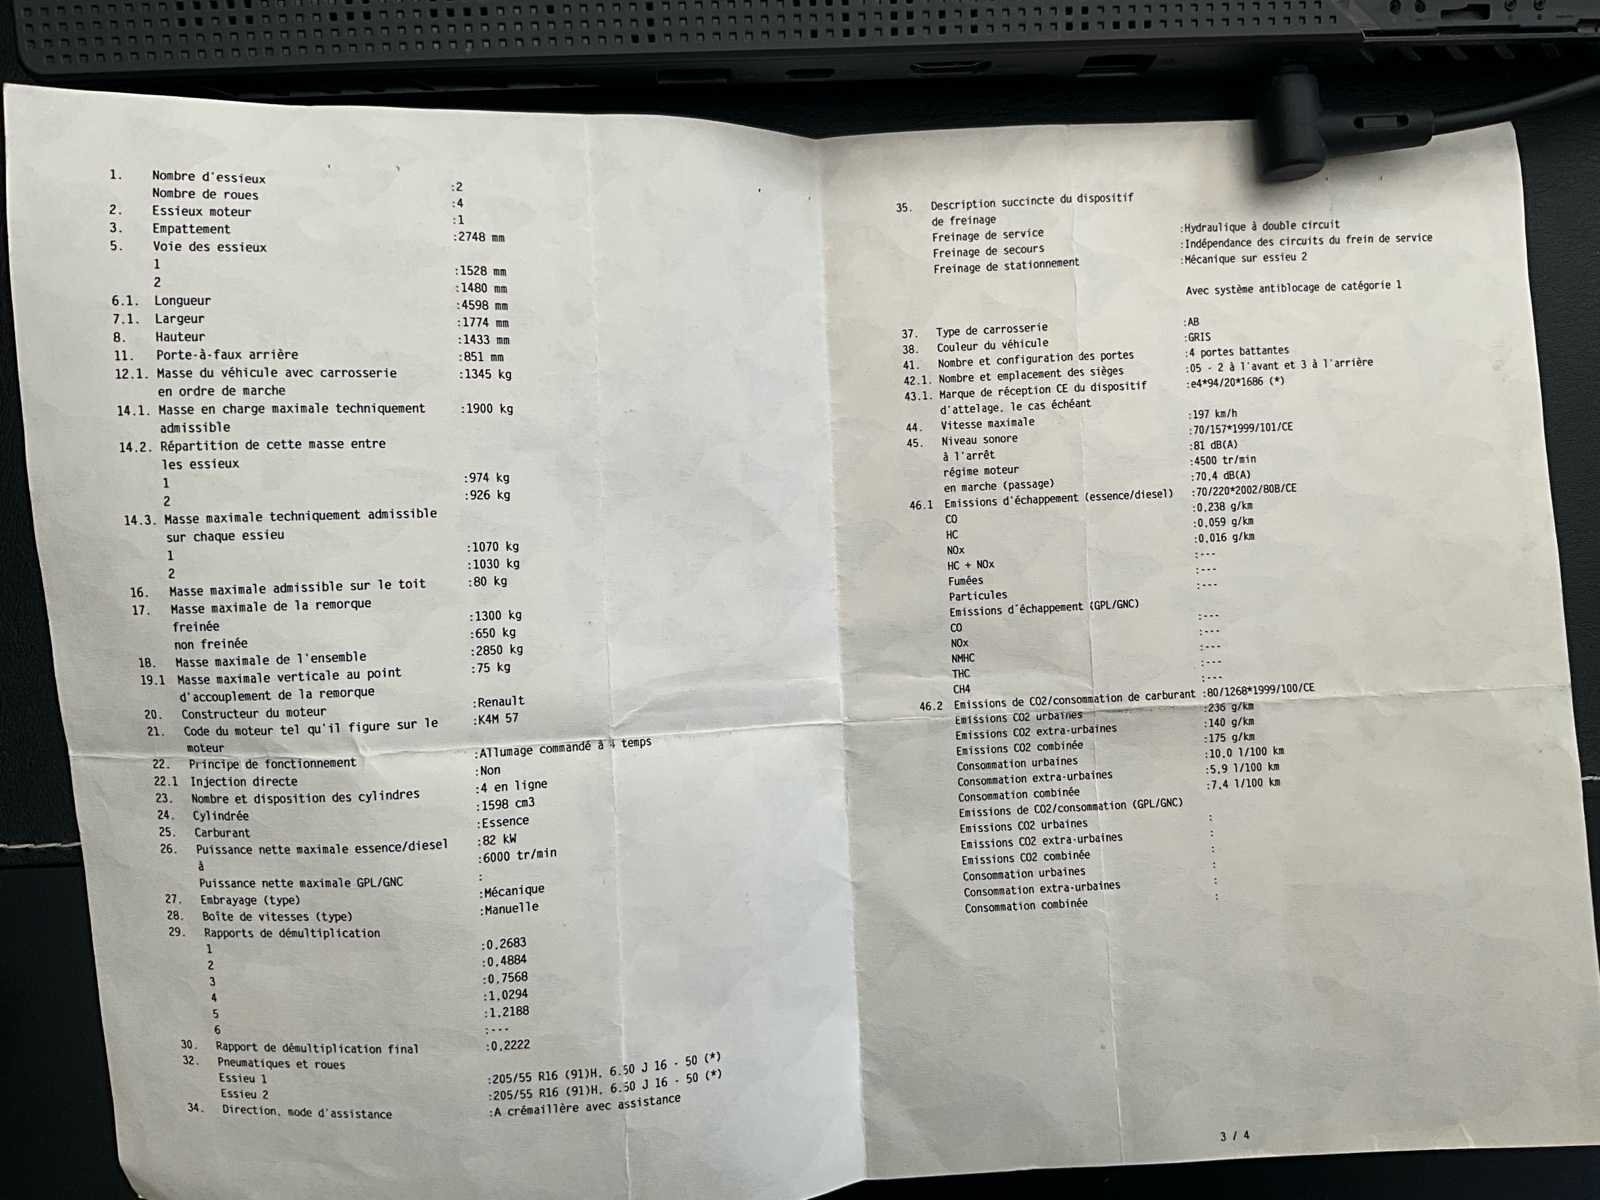 1. Nombre d'essieux :2
Nombre de roues :4
2. Essieux moteur :1
3. Empattement :2748 mm
5. Voie des essieux
1 :1528 mm
2 :1480 mm
6.1. Longueur :4598 mm
7.1. Largeur :1774 mm
8. Hauteur :1433 mm
11. Porte-à-faux arrière :851 mm
12.1. Masse du véhicule avec carrosserie :1345 kg
en ordre de marche
14.1. Masse en charge maximale techniquement :1900 kg
admissible
14.2. Répartition de cette masse entre
les essieux
1 :974 kg
2 :926 kg
14.3. Masse maximale techniquement admissible
sur chaque essieu
1 :1070 kg
2 :1030 kg
16. Masse maximale admissible sur le toit :80 kg
17. Masse maximale de la remorque
freinée :1300 kg
non freinée :650 kg
18. Masse maximale de l'ensemble :2850 kg
19.1 Masse maximale verticale au point :75 kg
d'accouplement de la remorque
20. Constructeur du moteur :Renault
21. Code du moteur tel qu'il figure sur le :K4M 57
moteur
22. Principe de fonctionnement :Allumage commandé à 4 temps
22.1 Injection directe :Non
23. Nombre et disposition des cylindres :4 en ligne
24. Cylindrée :1598 cm3
25. Carburant :Essence
26. Puissance nette maximale essence/diesel :82 kW
à :6000 tr/min
Puissance nette maximale GPL/GNC :
27. Embrayage (type) :Mécanique
28. Boîte de vitesses (type) :Manuelle
29. Rapports de démultiplication
1 :0,2683
2 :0,4884
3 :0,7568
4 :1,0294
5 :1,2188
6 :---
30. Rapport de démultiplication final :0,2222
32. Pneumatiques et roues
Essieu 1 :205/55 R16 (91)H, 6.50 J 16 - 50 (*)
Essieu 2 :205/55 R16 (91)H, 6.50 J 16 - 50 (*)
34. Direction, mode d'assistance :A crémaillère avec assistance
35. Description succincte du dispositif
de freinage
Freinage de service :Hydraulique à double circuit
Freinage de secours :Indépendance des circuits du frein de service
Freinage de stationnement :Mécanique sur essieu 2
Avec système antiblocage de catégorie 1
37. Type de carrosserie :AB
38. Couleur du véhicule :GRIS
41. Nombre et configuration des portes :4 portes battantes
42.1. Nombre et emplacement des sièges :05 - 2 à l'avant et 3 à l'arrière
43.1. Marque de réception CE du dispositif :e4*94/20*1686 (*)
d'attelage, le cas échéant
44. Vitesse maximale :197 km/h
45. Niveau sonore :70/157*1999/101/CE
à l'arrêt :81 dB(A)
régime moteur :4500 tr/min
en marche (passage) :70,4 dB(A)
46.1 Emissions d'échappement (essence/diesel) :70/220*2002/80B/CE
CO :0,238 g/km
HC :0,059 g/km
NOx :0,016 g/km
HC + NOx :---
Fumées :---
Particules :---
Emissions d'échappement (GPL/GNC)
CO :---
NOx :---
NMHC :---
THC :---
CH4 :---
46.2 Emissions de CO2/consommation de carburant :80/1268*1999/100/CE
Emissions CO2 urbaines :236 g/km
Emissions CO2 extra-urbaines :140 g/km
Emissions CO2 combinée :175 g/km
Consommation urbaines :10,0 l/100 km
Consommation extra-urbaines :5,9 l/100 km
Consommation combinée :7,4 l/100 km
Emissions de CO2/consommation (GPL/GNC)
Emissions CO2 urbaines :
Emissions CO2 extra-urbaines :
Emissions CO2 combinée :
Consommation urbaines :
Consommation extra-urbaines :
Consommation combinée :
3 / 4